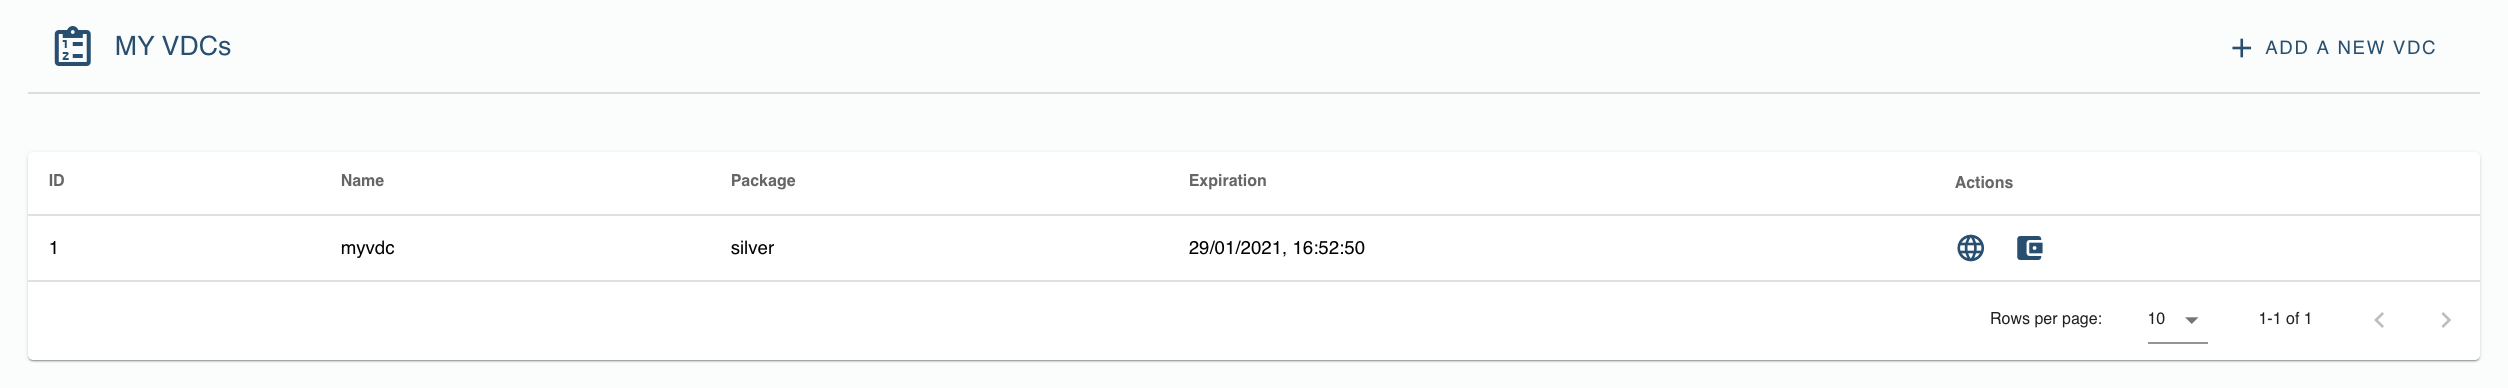 MY VDCs
ADD A NEW VDC
ID Name Package Expiration Actions
1 myvdc silver 29/01/2021, 16:52:50
Rows per page: 10 1-1 of 1